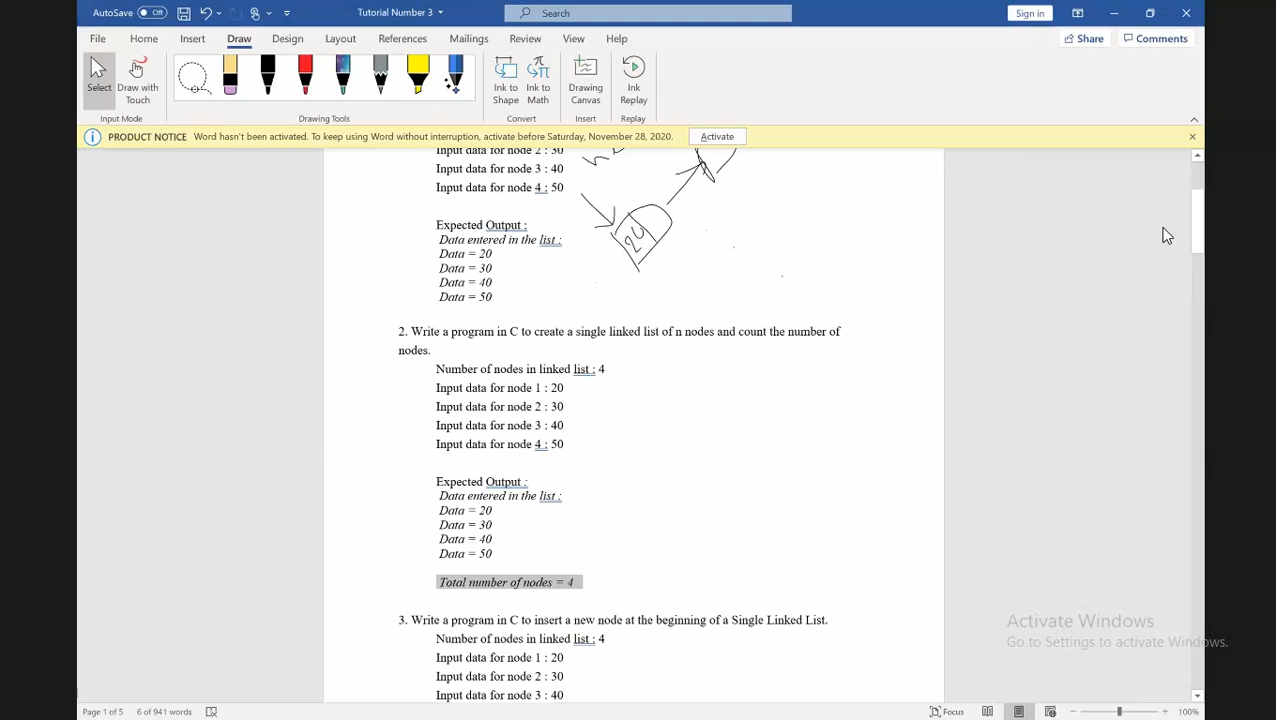 AutoSave Off Tutorial Number 3 Search Sign in
File Home Insert Draw Design Layout References Mailings Review View Help Share Comments
Select Draw with Touch Ink to Shape Ink to Math Drawing Canvas Ink Replay
Input Mode Drawing Tools Convert Insert Replay
PRODUCT NOTICE Word hasn't been activated. To keep using Word without interruption, activate before Saturday, November 28, 2020. Activate
Input data for node 2 : 30
Input data for node 3 : 40
Input data for node 4 : 50
20
Expected Output :
Data entered in the list :
Data = 20
Data = 30
Data = 40
Data = 50
2. Write a program in C to create a single linked list of n nodes and count the number of
nodes.
Number of nodes in linked list : 4
Input data for node 1 : 20
Input data for node 2 : 30
Input data for node 3 : 40
Input data for node 4 : 50
Expected Output :
Data entered in the list :
Data = 20
Data = 30
Data = 40
Data = 50
Total number of nodes = 4
3. Write a program in C to insert a new node at the beginning of a Single Linked List.
Number of nodes in linked list : 4
Input data for node 1 : 20
Input data for node 2 : 30
Input data for node 3 : 40
Activate Windows
Go to Settings to activate Windows.
Page 1 of 5 6 of 941 words Focus 100%